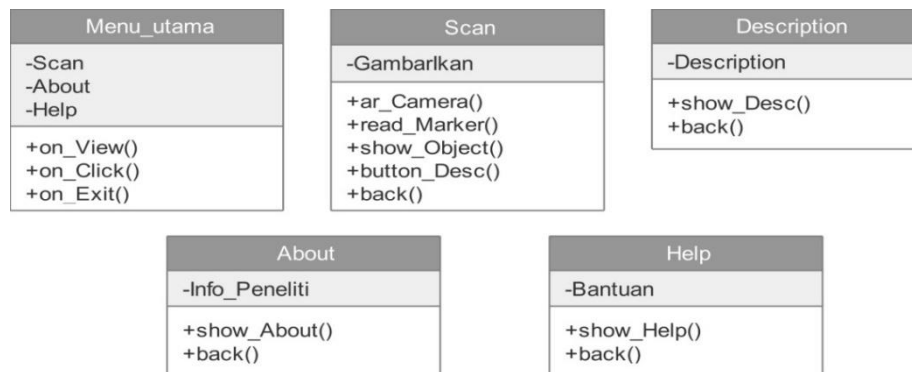 Menu_utama
-Scan
-About
-Help
+on_View()
+on_Click()
+on_Exit()
Scan
-GambarIkan
+ar_Camera()
+read_Marker()
+show_Object()
+button_Desc()
+back()
Description
-Description
+show_Desc()
+back()
About
-Info_Peneliti
+show_About()
+back()
Help
-Bantuan
+show_Help()
+back()